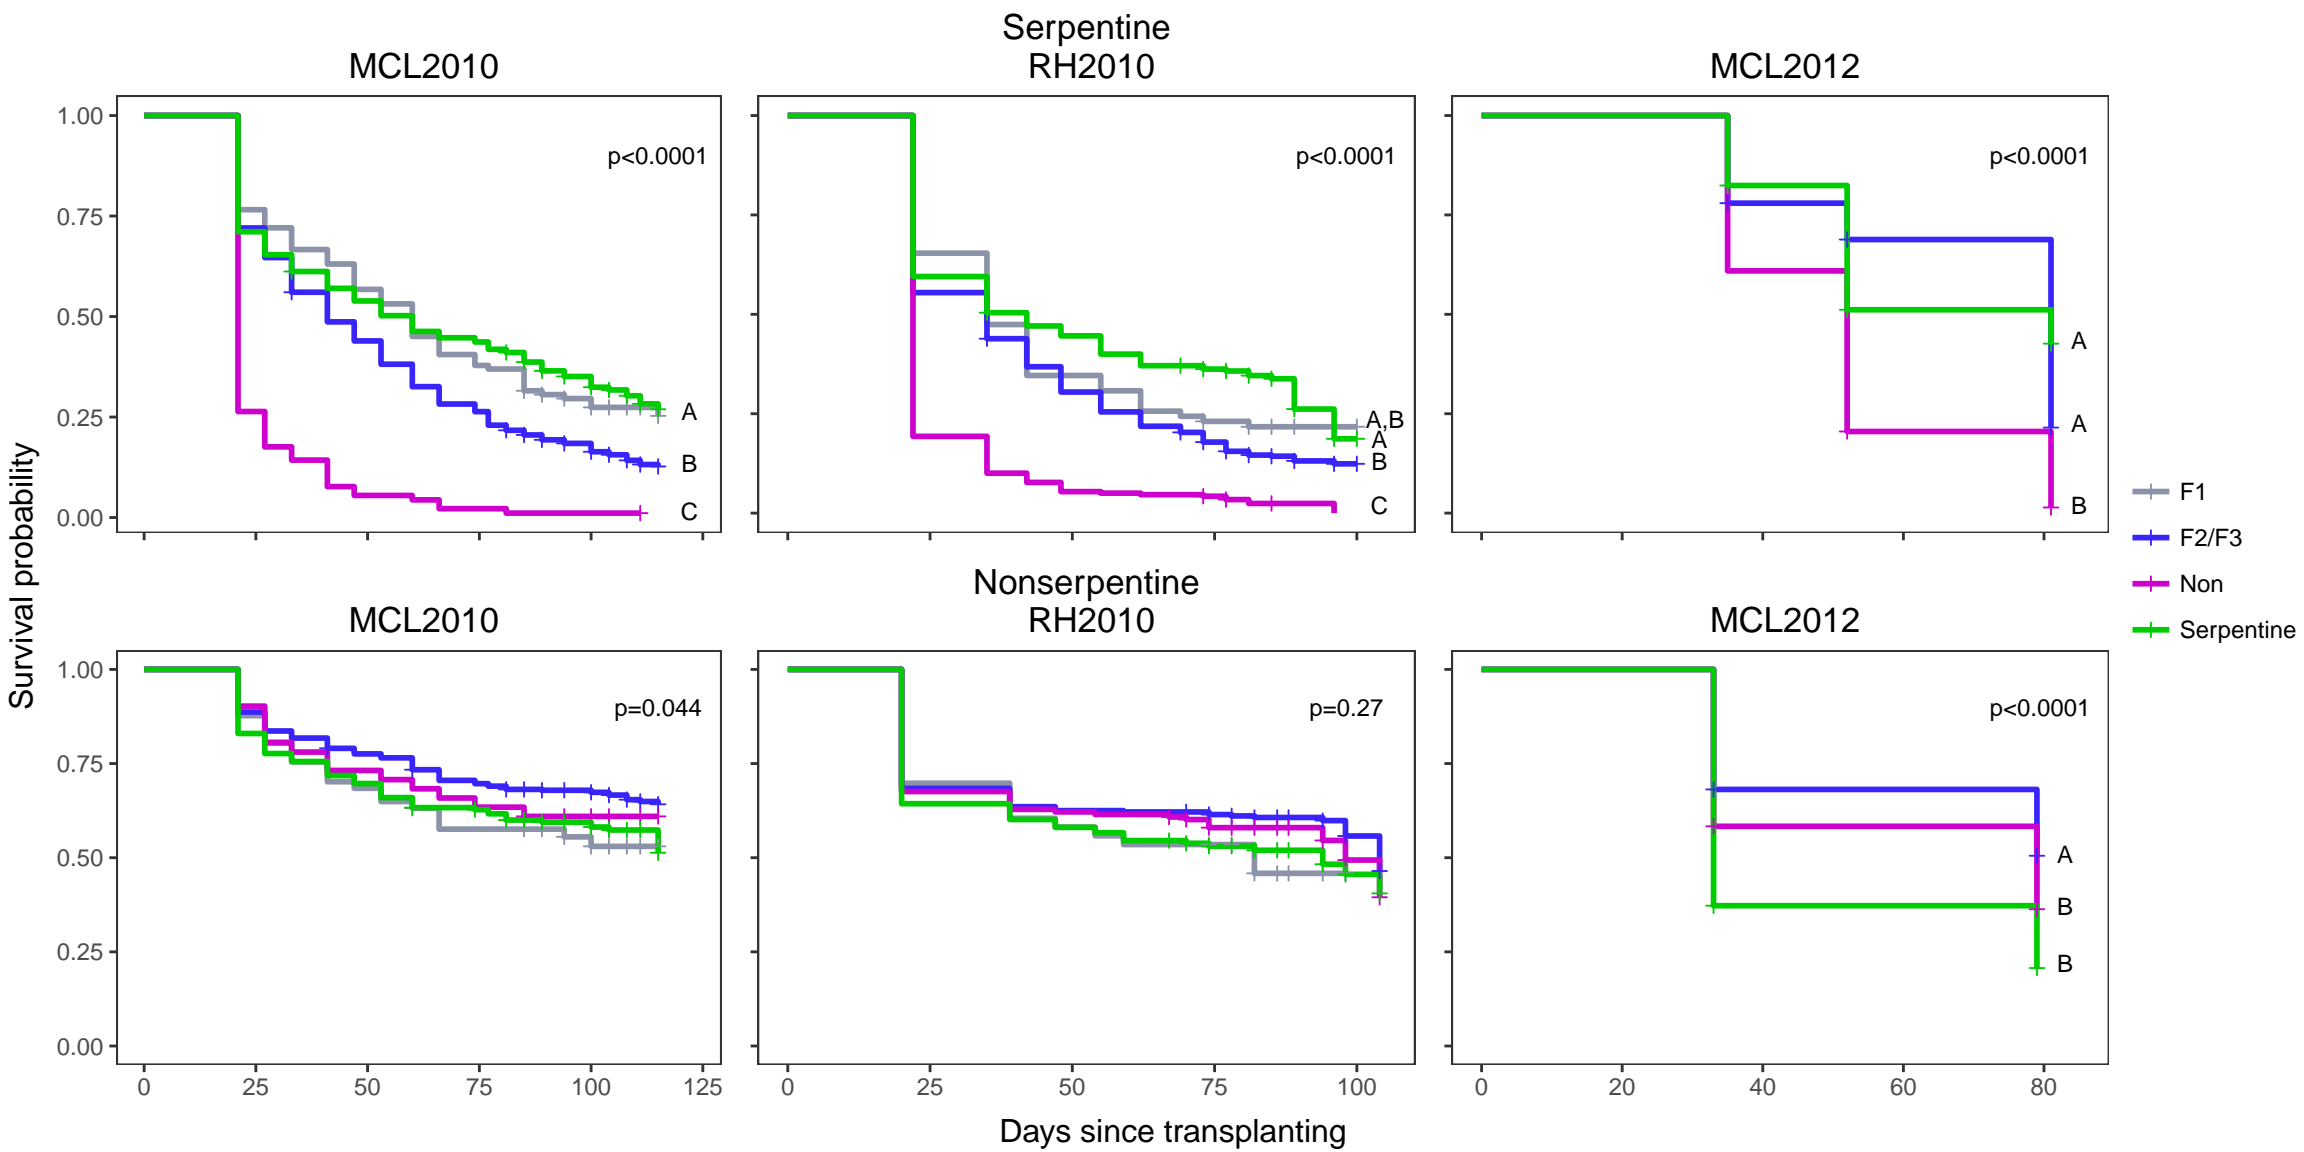 Serpentine
MCL2010 RH2010 MCL2012
1.00
0.75
0.50
0.25
0.00
p<0.0001
A
B
C
p<0.0001
A,B
A
B
C
p<0.0001
A
A
B
Nonserpentine
MCL2010 RH2010 MCL2012
1.00
0.75
0.50
0.25
0.00
p=0.044
p=0.27
p<0.0001
A
B
B
0 25 50 75 100 125
0 25 50 75 100
0 20 40 60 80
Days since transplanting
Survival probability
F1
F2/F3
Non
Serpentine